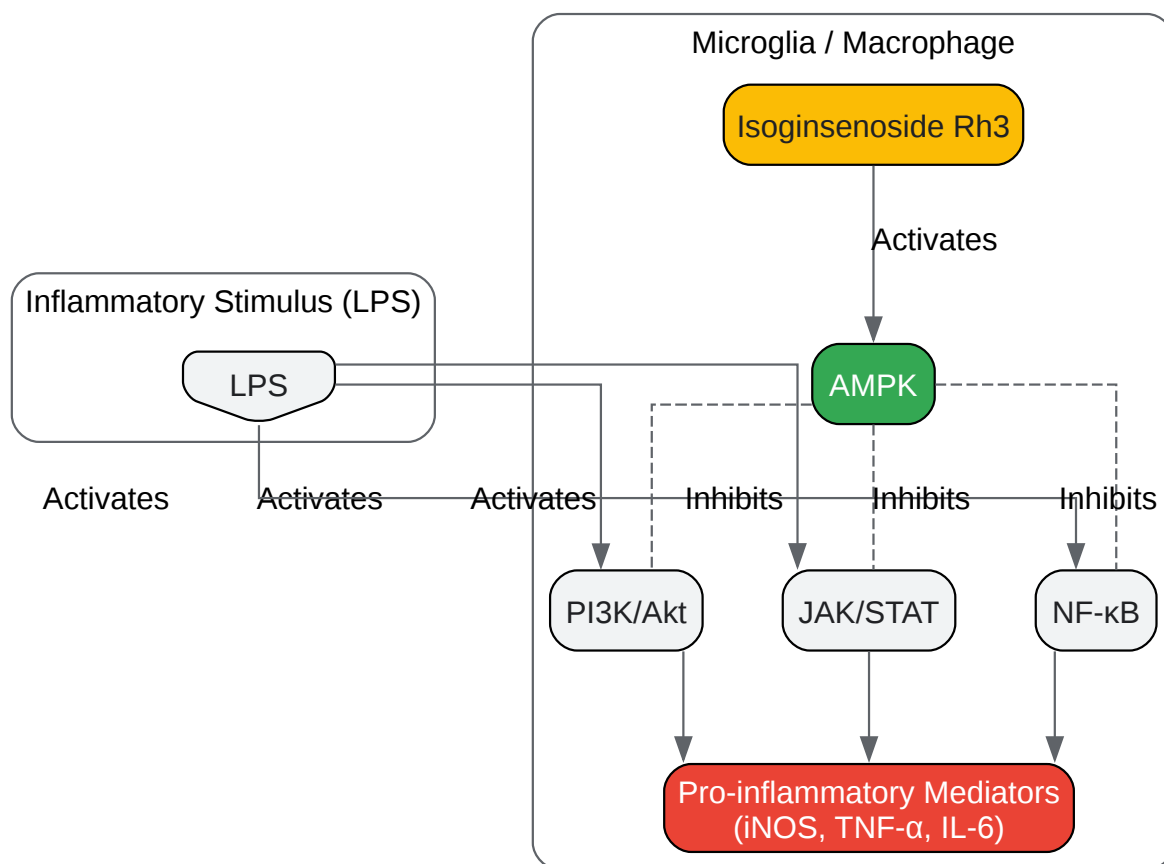 Microglia / Macrophage
Isoginsenoside Rh3
Activates
Inflammatory Stimulus (LPS)
LPS
AMPK
Activates
Activates
Activates
Inhibits
Inhibits
Inhibits
PI3K/Akt
JAK/STAT
NF-κB
Pro-inflammatory Mediators
(iNOS, TNF-α, IL-6)